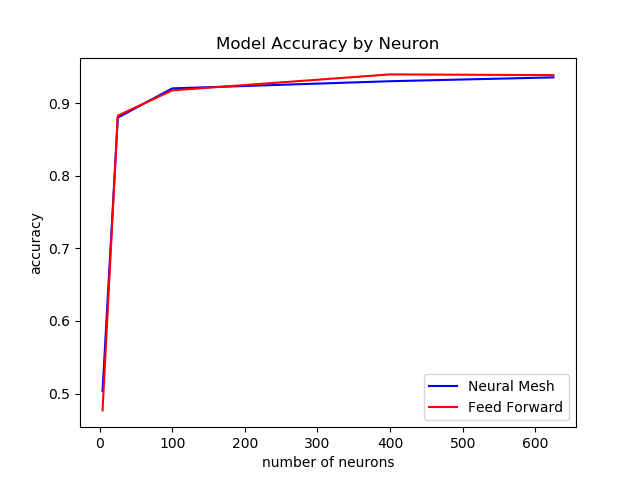 Model Accuracy by Neuron
accuracy
0.9
0.8
0.7
0.6
0.5
Neural Mesh
Feed Forward
0 100 200 300 400 500 600
number of neurons